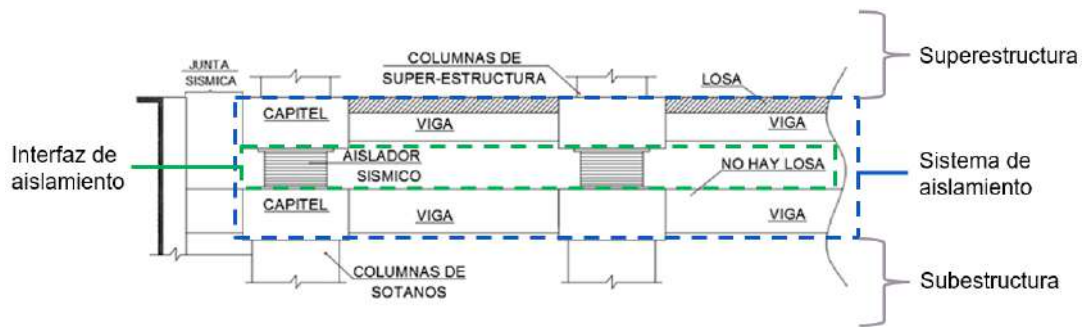 Superestructura
COLUMNAS DE
SUPER-ESTRUCTURA
JUNTA
SISMICA
LOSA
CAPITEL
VIGA
VIGA
Interfaz de
aislamiento
AISLADOR
SISMICO
NO HAY LOSA
Sistema de
aislamiento
CAPITEL
VIGA
VIGA
COLUMNAS DE
SOTANOS
Subestructura